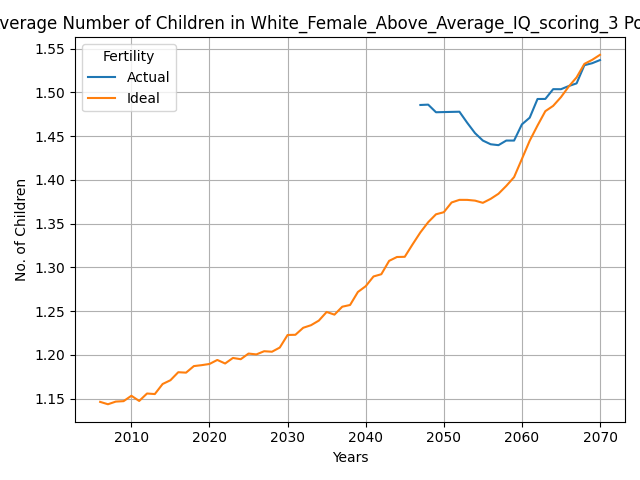 verage Number of Children in White_Female_Above_Average_IQ_scoring_3 Po
Fertility
Actual
Ideal
1.55
1.50
1.45
1.40
1.35
1.30
1.25
1.20
1.15
No. of Children
2010 2020 2030 2040 2050 2060 2070
Years